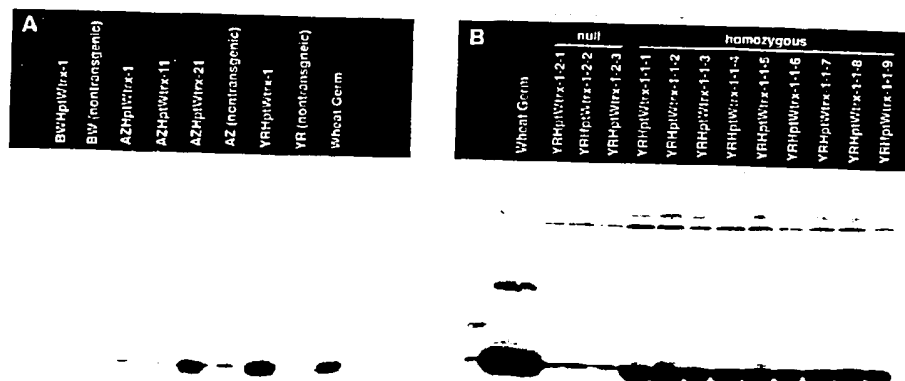 A
BWHptWtrx-1
BW (nontransgenic)
AZHptWtrx-1
AZHptWtrx-11
AZHptWtrx-21
AZ (nontransgenic)
YRHptWtrx-1
YR (nontransgneic)
Wheat Germ
B
null
homozygous
Wheat Germ
YRHptWtrx-1-2-1
YRHptWtrx-1-2-2
YRHptWtrx-1-2-3
YRHptWtrx-1-1-1
YRHptWtrx-1-1-2
YRHptWtrx-1-1-3
YRHptWtrx-1-1-4
YRHptWtrx-1-1-5
YRHptWtrx-1-1-6
YRHptWtrx-1-1-7
YRHptWtrx-1-1-8
YRHptWtrx-1-1-9